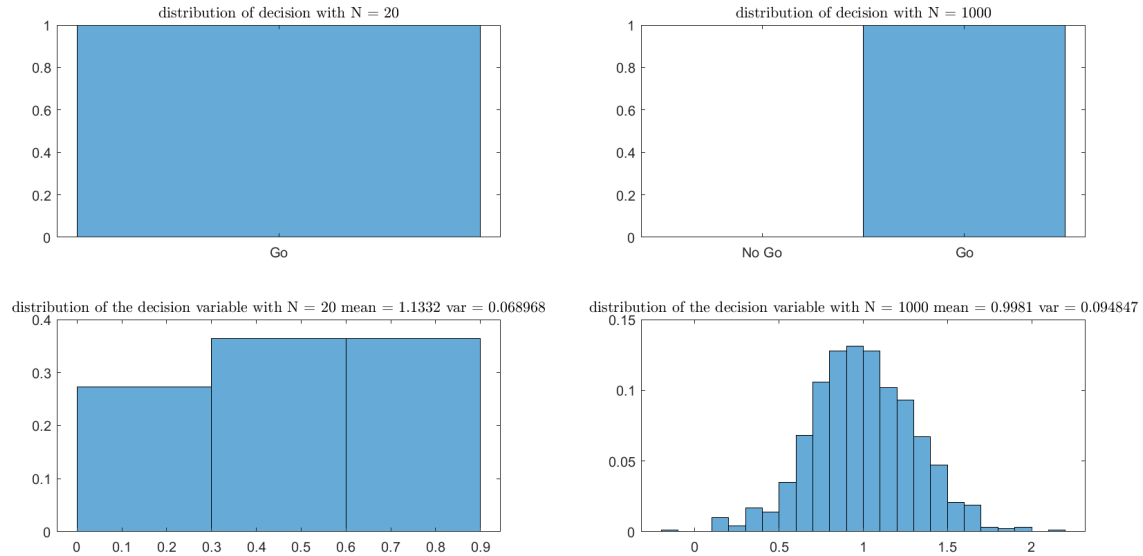 distribution of decision with N = 20
1
0.8
0.6
0.4
0.2
0
Go
distribution of decision with N = 1000
1
0.8
0.6
0.4
0.2
0
No Go Go
distribution of the decision variable with N = 20 mean = 1.1332 var = 0.068968
0.4
0.3
0.2
0.1
0
0 0.1 0.2 0.3 0.4 0.5 0.6 0.7 0.8 0.9
distribution of the decision variable with N = 1000 mean = 0.9981 var = 0.094847
0.15
0.1
0.05
0
0 0.5 1 1.5 2